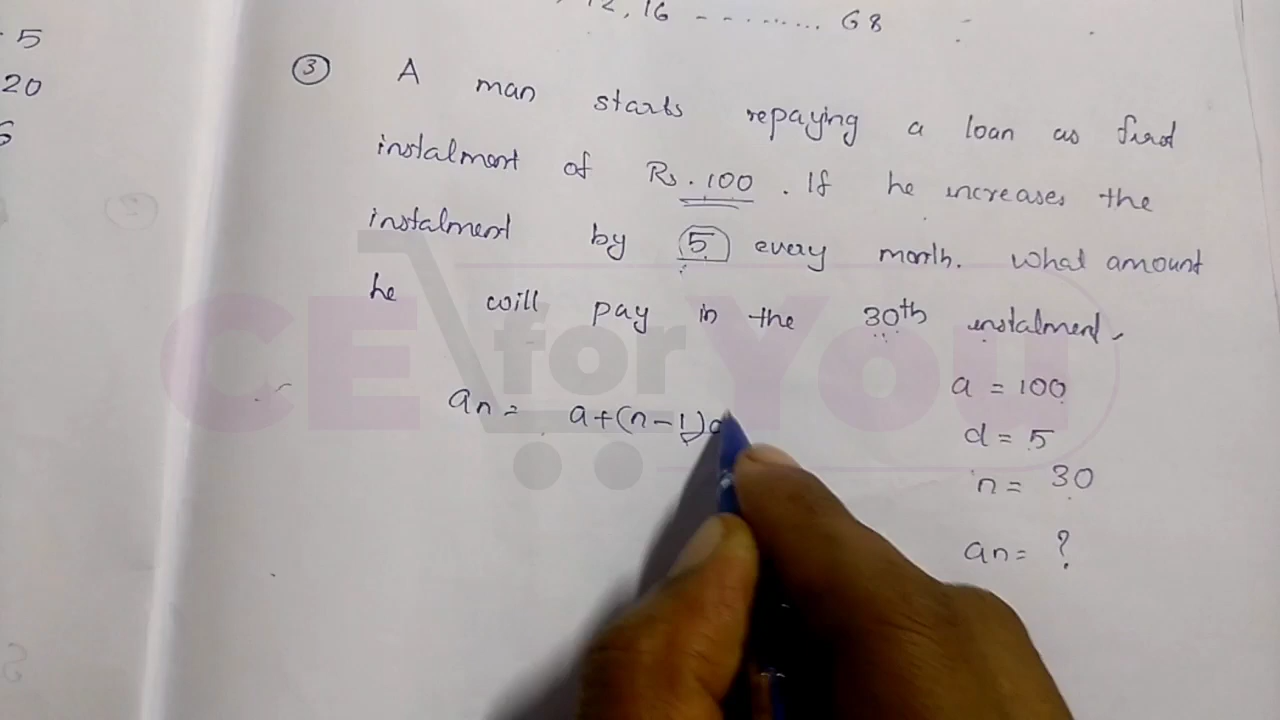 , 12, 16 --------- 68
- 5
20
③ A man starts repaying a loan as first
instalment of Rs. 100. If he increases the
instalment by 5 every month. What amount
he will pay in the 30th instalment.
CE for You
an = a+(n-1)d
a = 100
d = 5
n = 30
an = ?